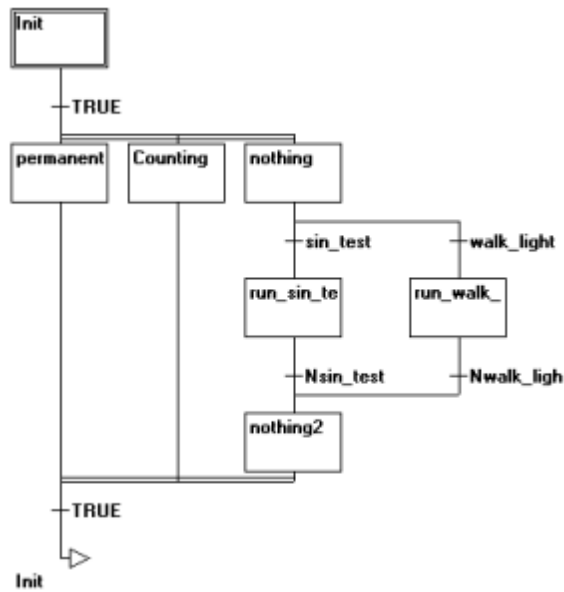 Init
TRUE
permanent Counting nothing
sin_test walk_light
run_sin_te run_walk_
Nsin_test Nwalk_ligh
nothing2
TRUE
Init